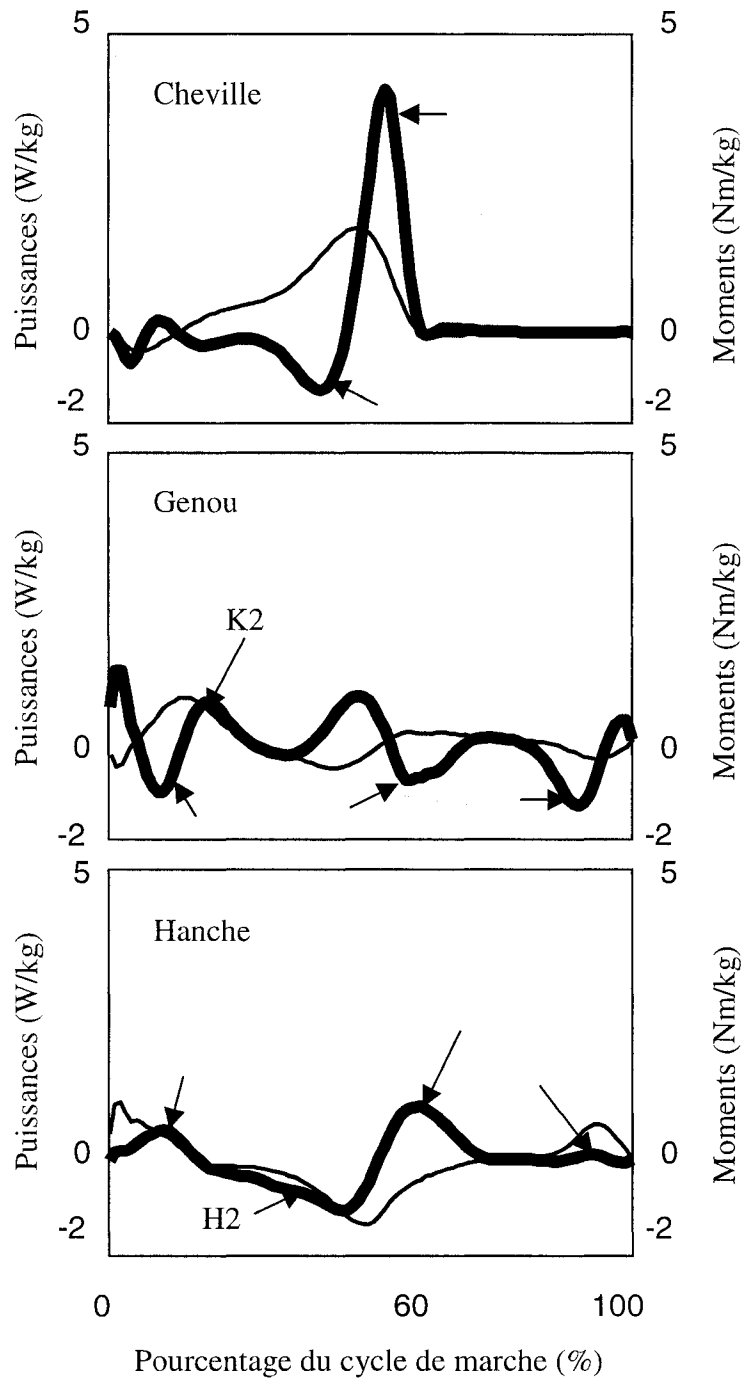 5
5
Cheville
Puissances (W/kg)
Moments (Nm/kg)
0
0
-2
-2
5
5
Genou
K2
Puissances (W/kg)
Moments (Nm/kg)
0
0
-2
-2
5
5
Hanche
Puissances (W/kg)
Moments (Nm/kg)
0
0
H2
-2
-2
0
60
100
Pourcentage du cycle de marche (%)